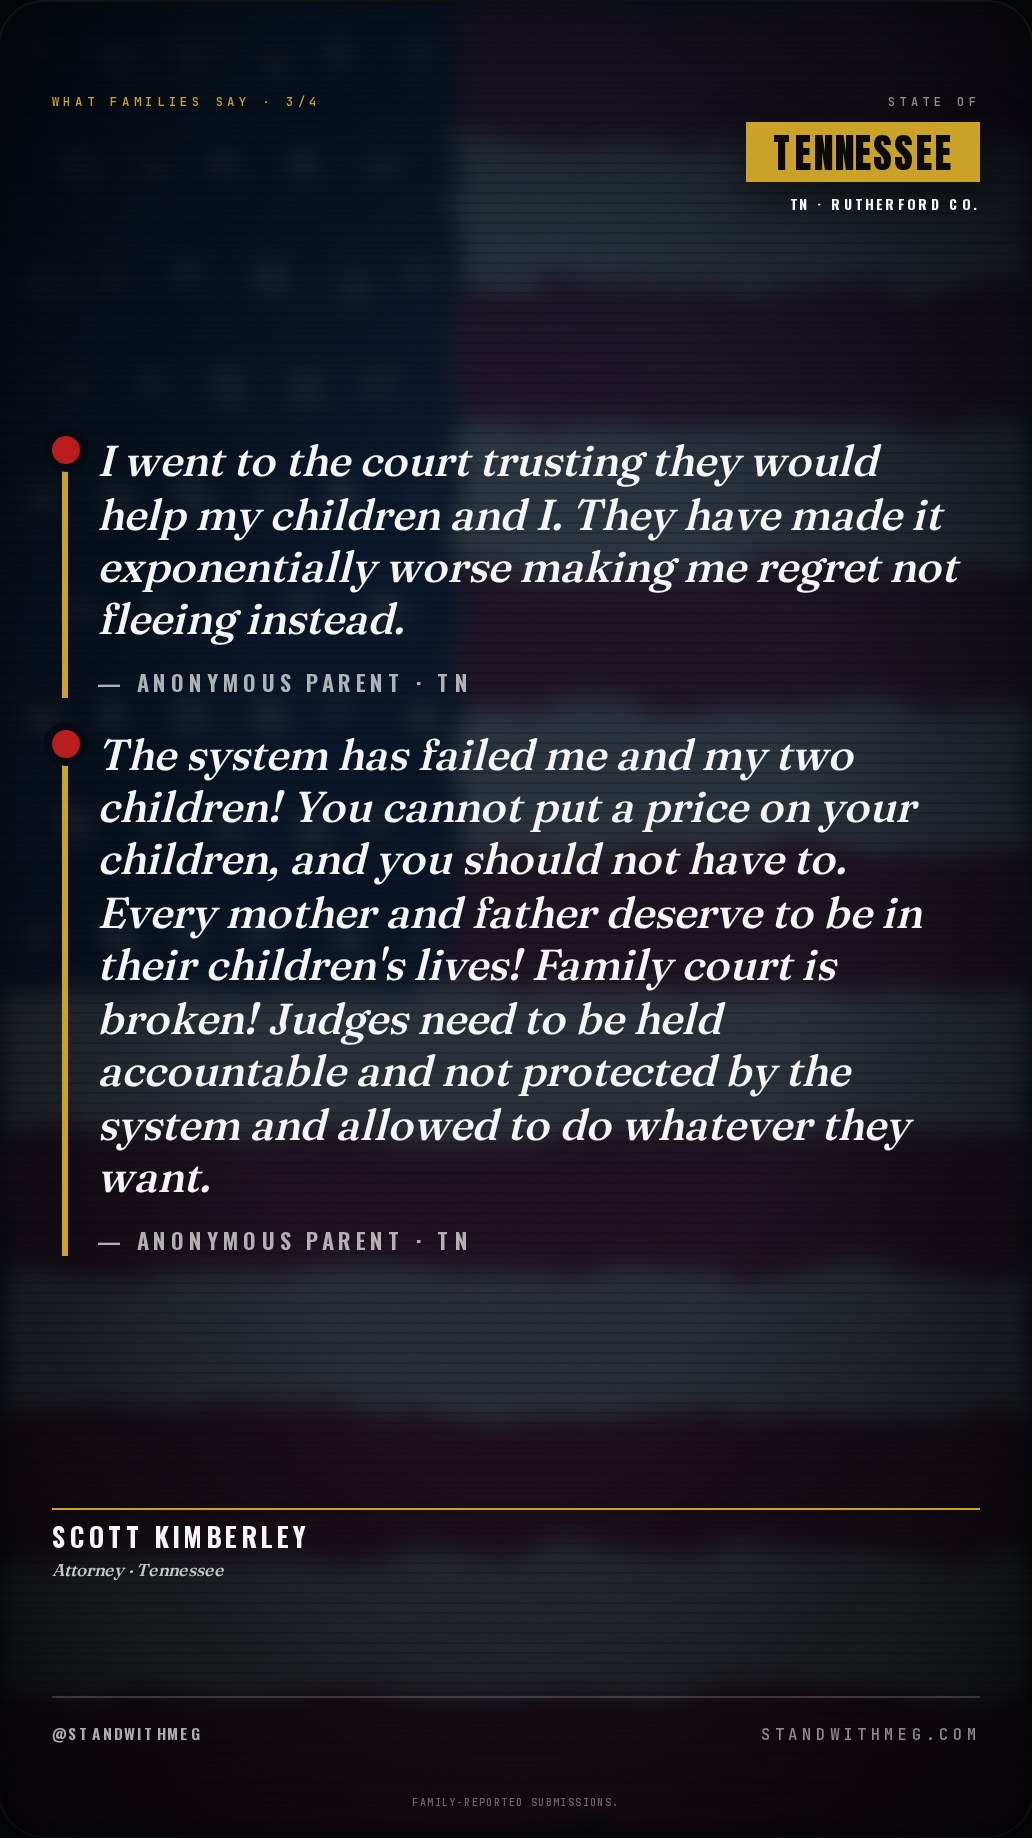 WHAT FAMILIES SAY · 3/4
STATE OF
TENNESSEE
TN · RUTHERFORD CO.
I went to the court trusting they would
help my children and I. They have made it
exponentially worse making me regret not
fleeing instead.
— ANONYMOUS PARENT · TN
The system has failed me and my two
children! You cannot put a price on your
children, and you should not have to.
Every mother and father deserve to be in
their children's lives! Family court is
broken! Judges need to be held
accountable and not protected by the
system and allowed to do whatever they
want.
— ANONYMOUS PARENT · TN
SCOTT KIMBERLEY
Attorney · Tennessee
@STANDWITHMEG
STANDWITHMEG.COM
FAMILY-REPORTED SUBMISSIONS.